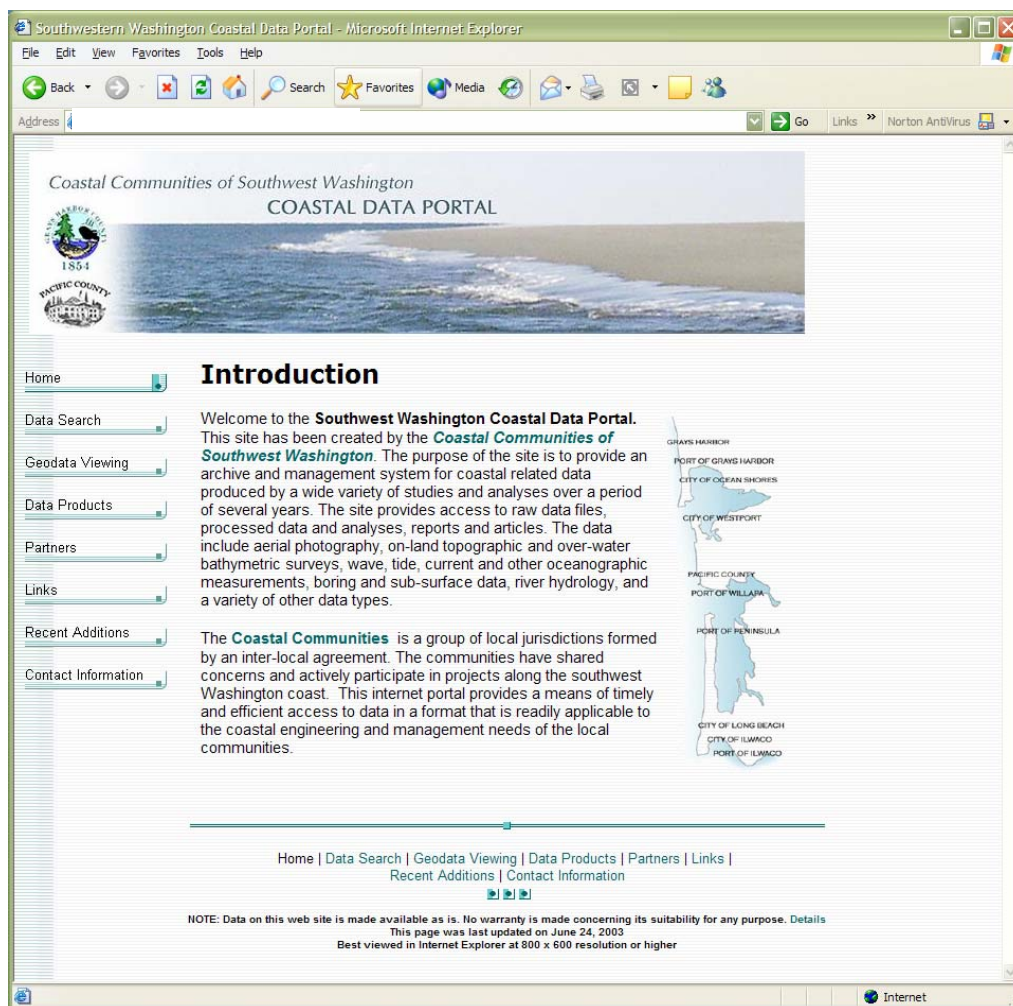 Southwestern Washington Coastal Data Portal - Microsoft Internet Explorer
File Edit View Favorites Tools Help
Back Search Favorites Media
Address Go Links » Norton AntiVirus
Coastal Communities of Southwest Washington
COASTAL DATA PORTAL
GRAYS HARBOR COUNTY
1854
PACIFIC COUNTY
Home
Data Search
Geodata Viewing
Data Products
Partners
Links
Recent Additions
Contact Information
Introduction
Welcome to the Southwest Washington Coastal Data Portal.
This site has been created by the Coastal Communities of
Southwest Washington. The purpose of the site is to provide an
archive and management system for coastal related data
produced by a wide variety of studies and analyses over a period
of several years. The site provides access to raw data files,
processed data and analyses, reports and articles. The data
include aerial photography, on-land topographic and over-water
bathymetric surveys, wave, tide, current and other oceanographic
measurements, boring and sub-surface data, river hydrology, and
a variety of other data types.
The Coastal Communities is a group of local jurisdictions formed
by an inter-local agreement. The communities have shared
concerns and actively participate in projects along the southwest
Washington coast. This internet portal provides a means of timely
and efficient access to data in a format that is readily applicable to
the coastal engineering and management needs of the local
communities.
GRAYS HARBOR
PORT OF GRAYS HARBOR
CITY OF OCEAN SHORES
CITY OF WESTPORT
PACIFIC COUNTY
PORT OF WILLAPA
PORT OF PENINSULA
CITY OF LONG BEACH
CITY OF ILWACO
PORT OF ILWACO
Home | Data Search | Geodata Viewing | Data Products | Partners | Links |
Recent Additions | Contact Information
NOTE: Data on this web site is made available as is. No warranty is made concerning its suitability for any purpose. Details
This page was last updated on June 24, 2003
Best viewed in Internet Explorer at 800 x 600 resolution or higher
Internet